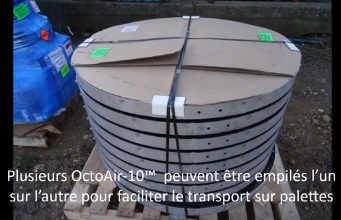 Plusieurs OctoAir-10™ peuvent être empilés l'un
sur l'autre pour faciliter le transport sur palettes